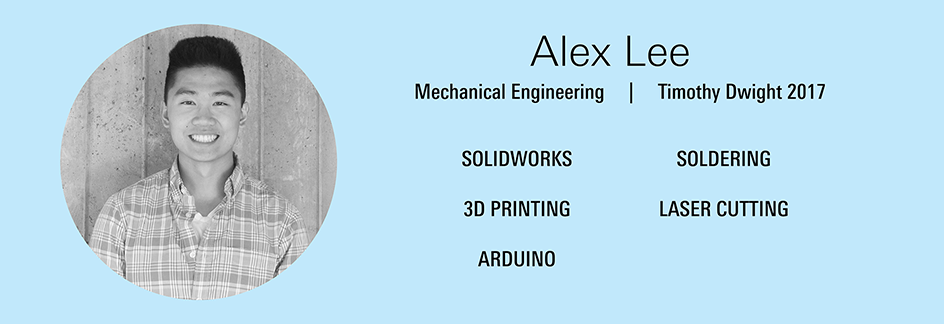 Alex Lee
Mechanical Engineering | Timothy Dwight 2017
SOLIDWORKS SOLDERING
3D PRINTING LASER CUTTING
ARDUINO